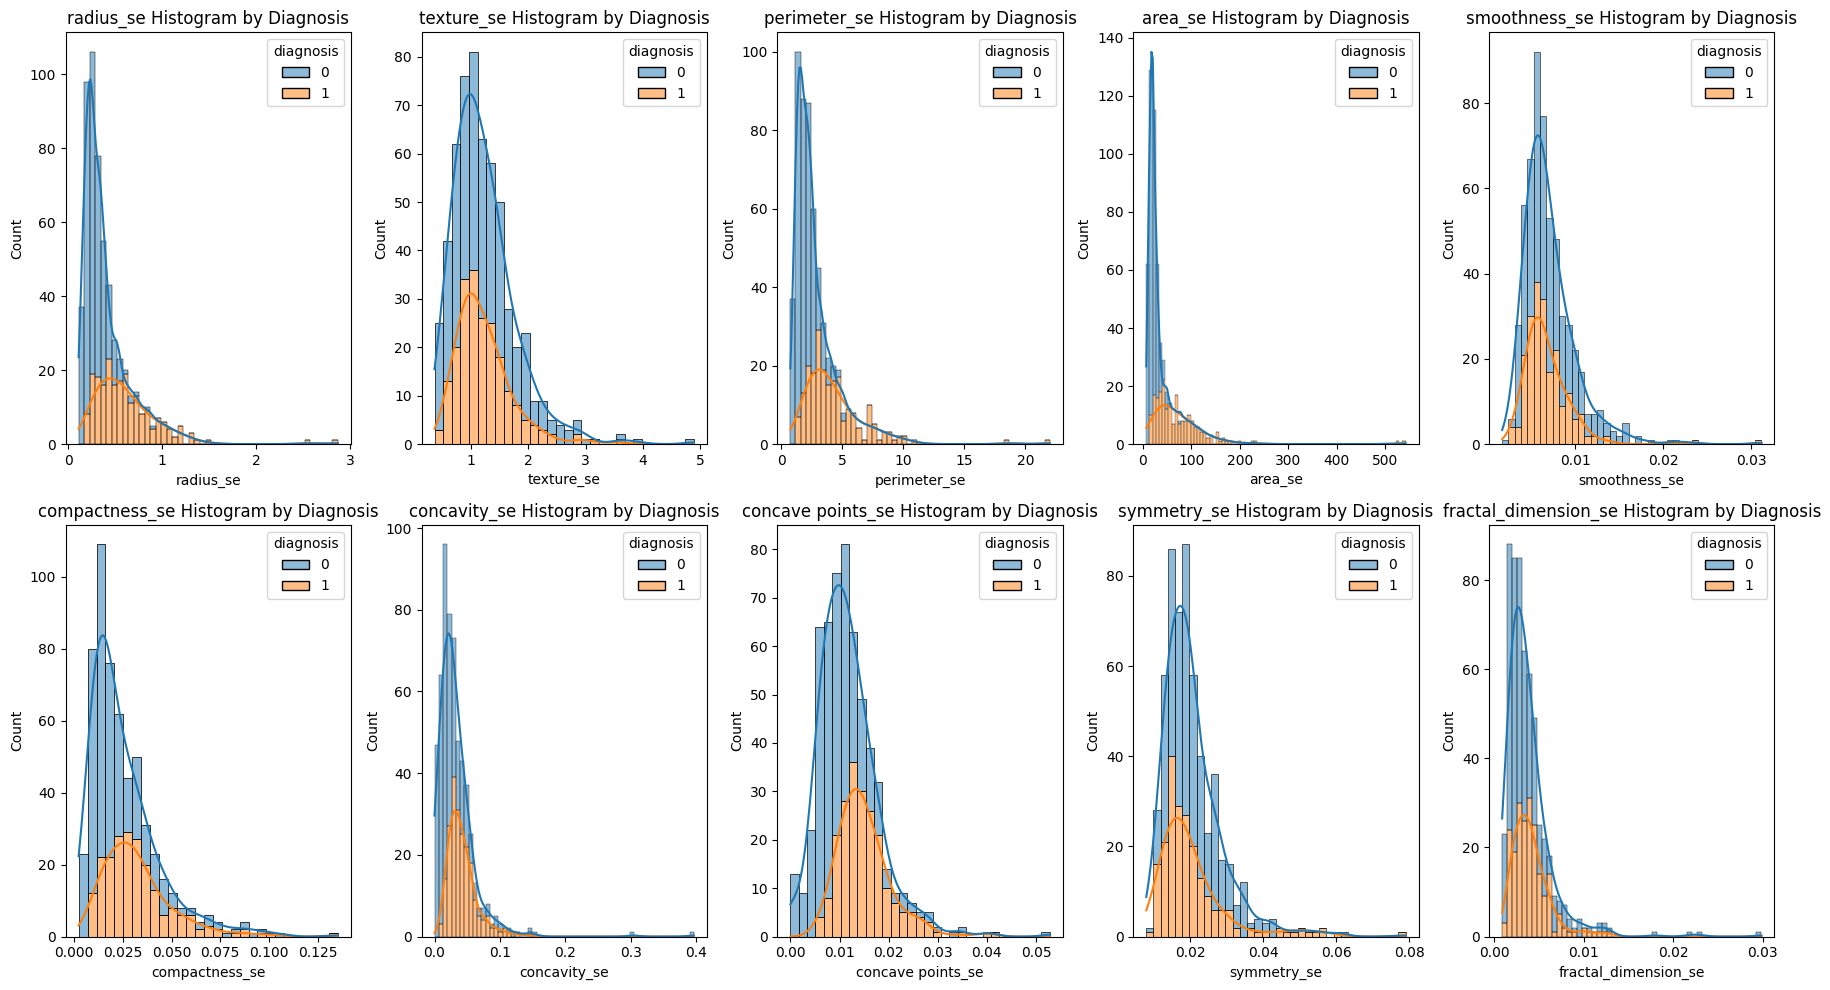 radius_se Histogram by Diagnosis
diagnosis
0
1
100
80
60
40
20
0
Count
0 1 2 3
radius_se
texture_se Histogram by Diagnosis
diagnosis
0
1
80
70
60
50
40
30
20
10
0
Count
1 2 3 4 5
texture_se
perimeter_se Histogram by Diagnosis
diagnosis
0
1
100
80
60
40
20
0
Count
0 5 10 15 20
perimeter_se
area_se Histogram by Diagnosis
diagnosis
0
1
140
120
100
80
60
40
20
0
Count
0 100 200 300 400 500
area_se
smoothness_se Histogram by Diagnosis
diagnosis
0
1
80
60
40
20
0
Count
0.01 0.02 0.03
smoothness_se
compactness_se Histogram by Diagnosis
diagnosis
0
1
100
80
60
40
20
0
Count
0.000 0.025 0.050 0.075 0.100 0.125
compactness_se
concavity_se Histogram by Diagnosis
diagnosis
0
1
100
80
60
40
20
0
Count
0.0 0.1 0.2 0.3 0.4
concavity_se
concave points_se Histogram by Diagnosis
diagnosis
0
1
80
70
60
50
40
30
20
10
0
Count
0.00 0.01 0.02 0.03 0.04 0.05
concave points_se
symmetry_se Histogram by Diagnosis
diagnosis
0
1
80
60
40
20
0
Count
0.02 0.04 0.06 0.08
symmetry_se
fractal_dimension_se Histogram by Diagnosis
diagnosis
0
1
80
60
40
20
0
Count
0.00 0.01 0.02 0.03
fractal_dimension_se